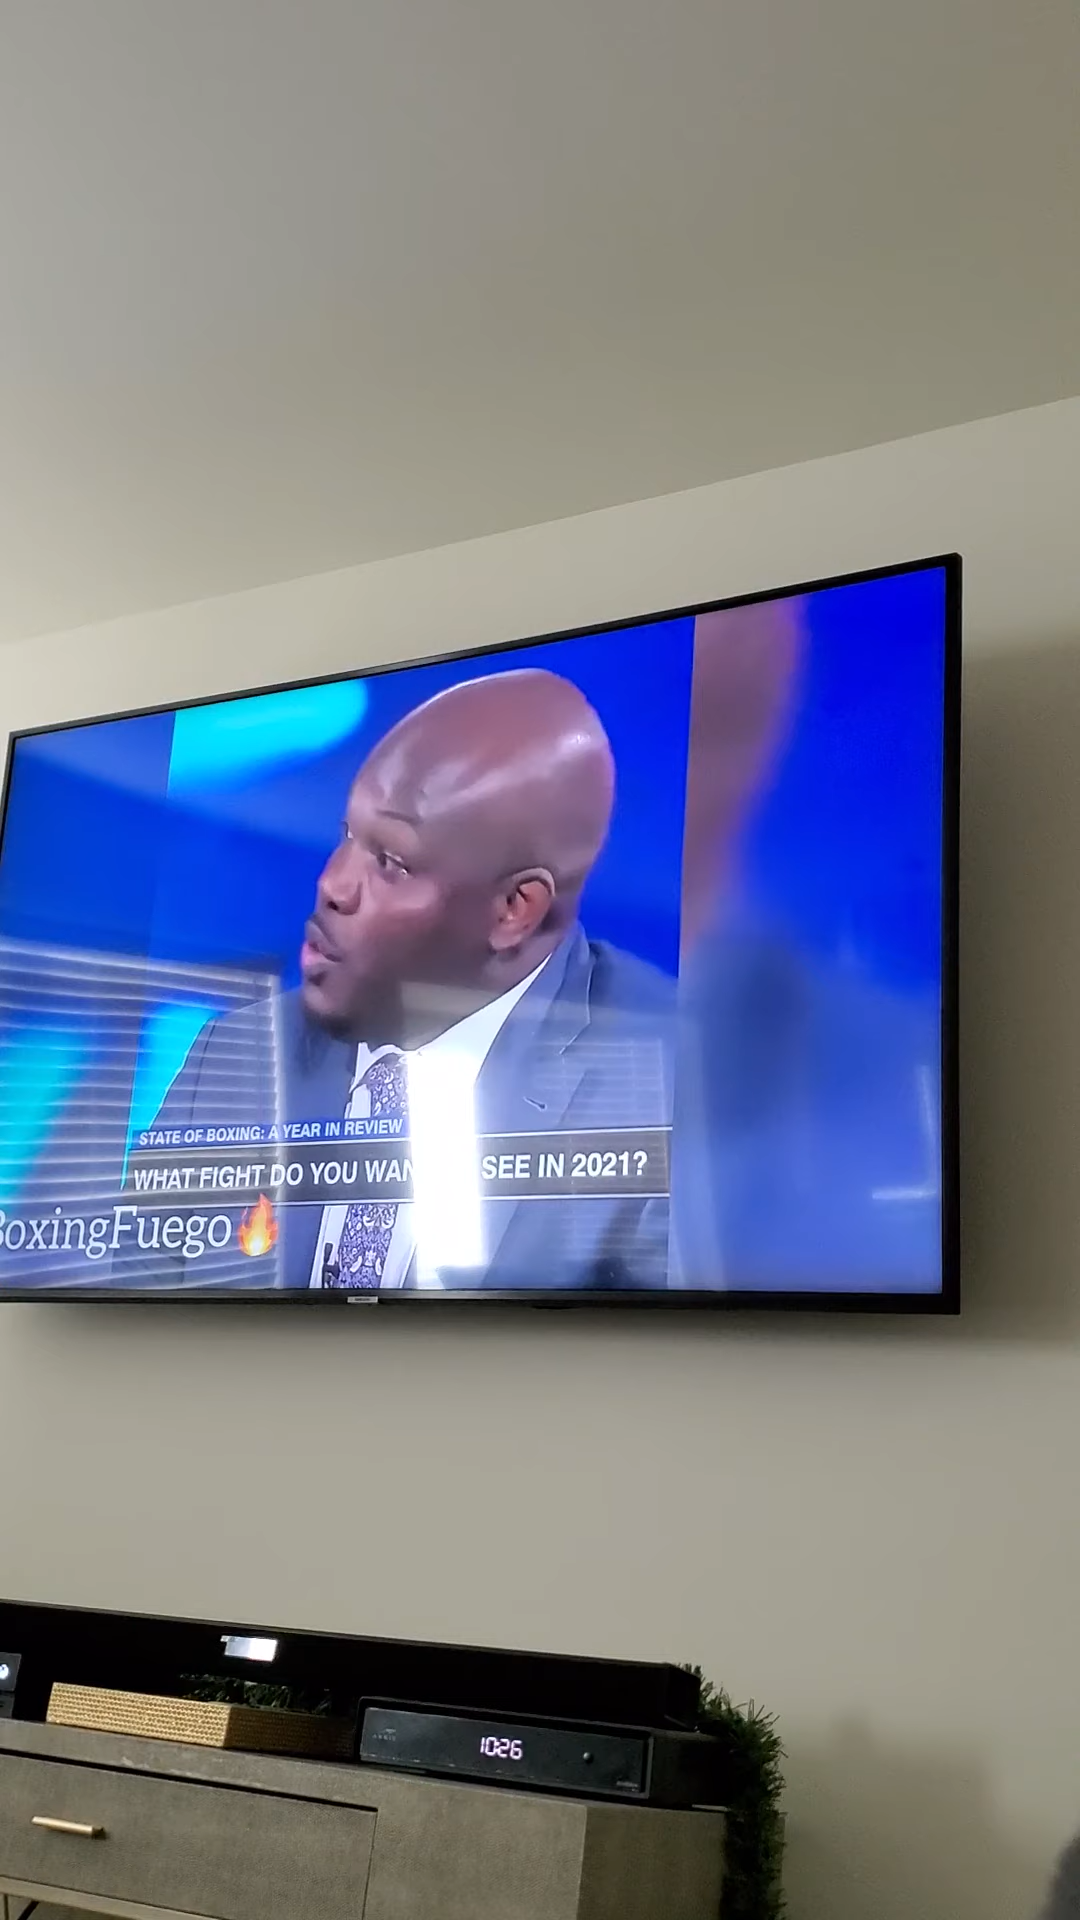 STATE OF BOXING: A YEAR IN REVIEW
WHAT FIGHT DO YOU WAN SEE IN 2021?
BoxingFuego🔥
1026